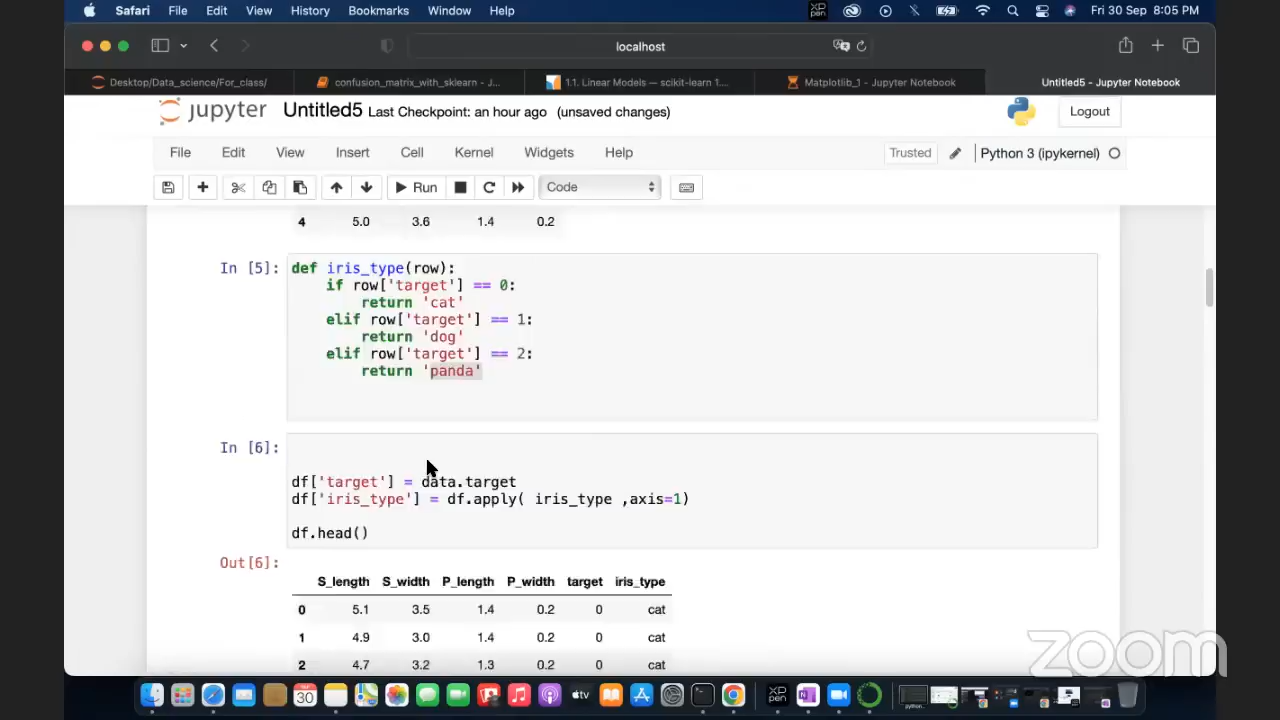 Safari File Edit View History Bookmarks Window Help XP PEN Fri 30 Sep 8:05 PM
localhost
Desktop/Data_science/For_class/ confusion_matrix_with_sklearn - J... 1.1. Linear Models — scikit-learn 1.... Matplotlib_1 - Jupyter Notebook Untitled5 - Jupyter Notebook
jupyter Untitled5 Last Checkpoint: an hour ago (unsaved changes) Logout
File Edit View Insert Cell Kernel Widgets Help Trusted Python 3 (ipykernel)
Run Code
4 5.0 3.6 1.4 0.2
In [5]: def iris_type(row):
if row['target'] == 0:
return 'cat'
elif row['target'] == 1:
return 'dog'
elif row['target'] == 2:
return 'panda'
In [6]:
df['target'] = data.target
df['iris_type'] = df.apply( iris_type ,axis=1)
df.head()
Out[6]:
S_length S_width P_length P_width target iris_type
0 5.1 3.5 1.4 0.2 0 cat
1 4.9 3.0 1.4 0.2 0 cat
2 4.7 3.2 1.3 0.2 0 cat
zoom